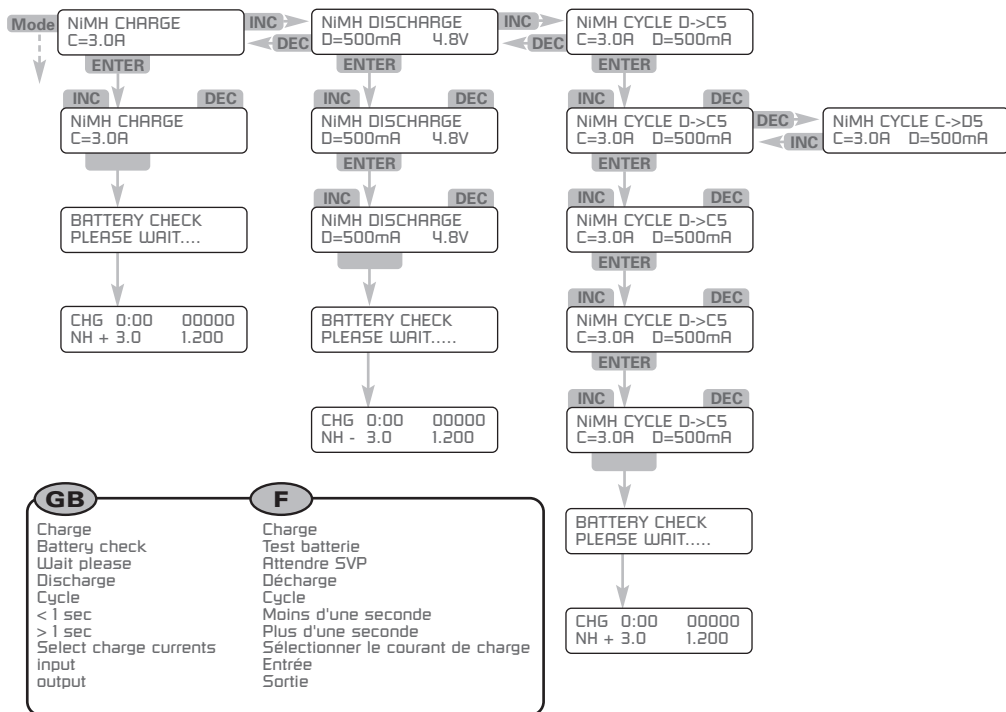 Mode
NiMH CHARGE
C=3.0A
INC
DEC
NiMH DISCHARGE
D=500mA 4.8V
INC
DEC
NiMH CYCLE D->C5
C=3.0A D=500mA
ENTER
ENTER
ENTER
INC DEC
NiMH CHARGE
C=3.0A
INC DEC
NiMH DISCHARGE
D=500mA 4.8V
INC DEC
NiMH CYCLE D->C5
C=3.0A D=500mA
DEC
INC
NiMH CYCLE C->D5
C=3.0A D=500mA
ENTER
ENTER
BATTERY CHECK
PLEASE WAIT....
INC DEC
NiMH DISCHARGE
D=500mA 4.8V
INC DEC
NiMH CYCLE D->C5
C=3.0A D=500mA
ENTER
CHG 0:00 00000
NH + 3.0 1.200
BATTERY CHECK
PLEASE WAIT.....
INC DEC
NiMH CYCLE D->C5
C=3.0A D=500mA
ENTER
CHG 0:00 00000
NH - 3.0 1.200
INC DEC
NiMH CYCLE D->C5
C=3.0A D=500mA
BATTERY CHECK
PLEASE WAIT.....
CHG 0:00 00000
NH + 3.0 1.200
GB
Charge
Battery check
Wait please
Discharge
Cycle
< 1 sec
> 1 sec
Select charge currents
input
output
F
Charge
Test batterie
Attendre SVP
Décharge
Cycle
Moins d'une seconde
Plus d'une seconde
Sélectionner le courant de charge
Entrée
Sortie